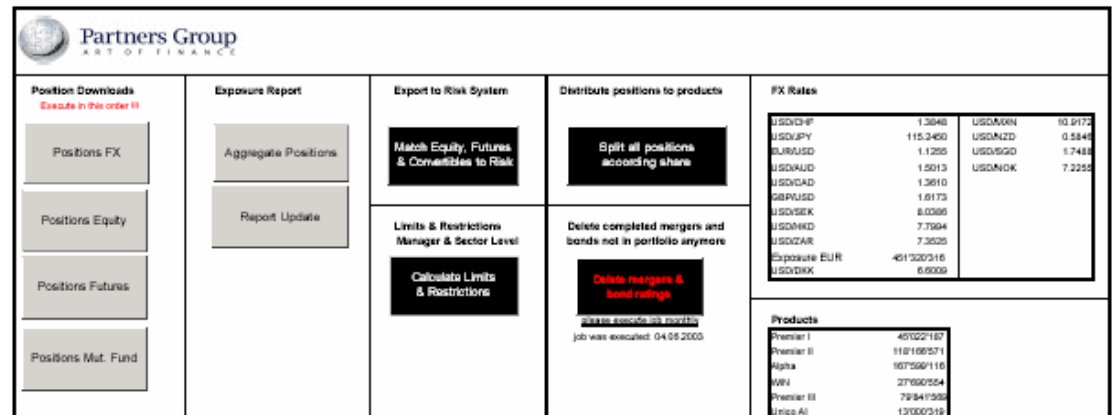 Partners Group
ART OF FINANCE
Position Downloads
Execute in this order !!!
Positions FX
Positions Equity
Positions Futures
Positions Mut. Fund
Exposure Report
Aggregate Positions
Report Update
Export to Risk System
Match Equity, Futures
& Convertibles to Risk
Limits & Restrictions
Manager & Sector Level
Calculate Limits
& Restrictions
Distribute positions to products
Split all positions
according share
Delete completed mergers and
bonds not in portfolio anymore
Delete mergers &
bond ratings
please execute job monthly
job was executed: 04.06.2003
FX Rates
USD/CHF 1.3848 USD/MXN 10.9172
USD/JPY 115.2450 USD/NZD 0.5846
EUR/USD 1.1255 USD/SGD 1.7488
USD/AUD 1.5013 USD/NOK 7.2255
USD/CAD 1.3610
GBP/USD 1.6173
USD/SEK 8.0386
USD/HKD 7.7994
USD/ZAR 7.3525
Exposure EUR 451'320'316
USD/DKK 6.6009
Products
Premier I 45'022'187
Premier II 118'166'571
Alpha 167'599'116
WIN 27'690'554
Premier III 79'841'569
Unico AI 13'000'319